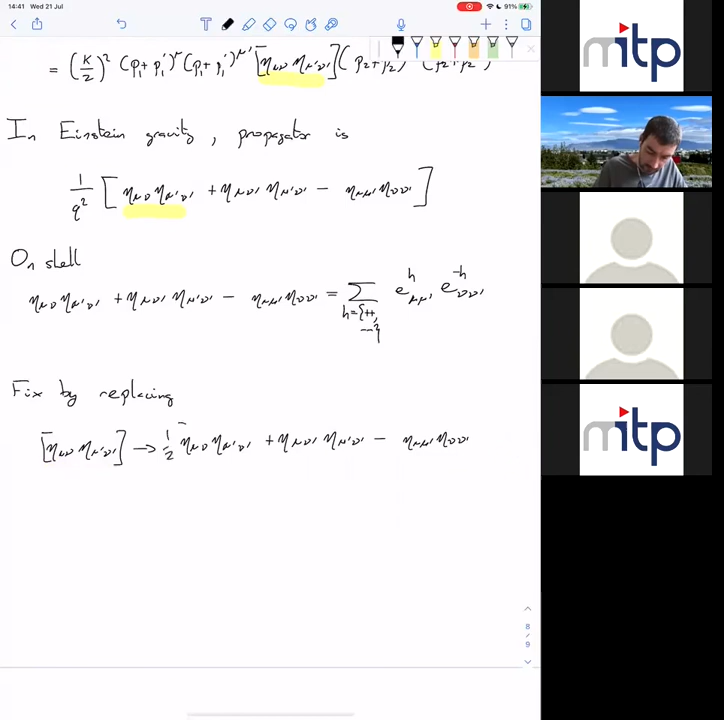 14:41 Wed 21 Jul
91%
= (K/2)² (p₁+p₁')^μ (p₁+p₁')^μ' [η_μν η_μ'ν'] (p₂+p₂') (p₂+p₂')
In Einstein gravity, propagator is
1/q² [η_μν η_μ'ν' + η_μν' η_μ'ν − η_μμ' η_νν']
On shell
η_μν η_μ'ν' + η_μν' η_μ'ν − η_μμ' η_νν' = Σ_{h={++, --}} e^h_μμ' e^-h_νν'
Fix by replacing
[η_μν η_μ'ν'] → 1/2 η_μν η_μ'ν' + η_μν' η_μ'ν − η_μμ' η_νν'
8 / 9
mitp
mitp
mitp